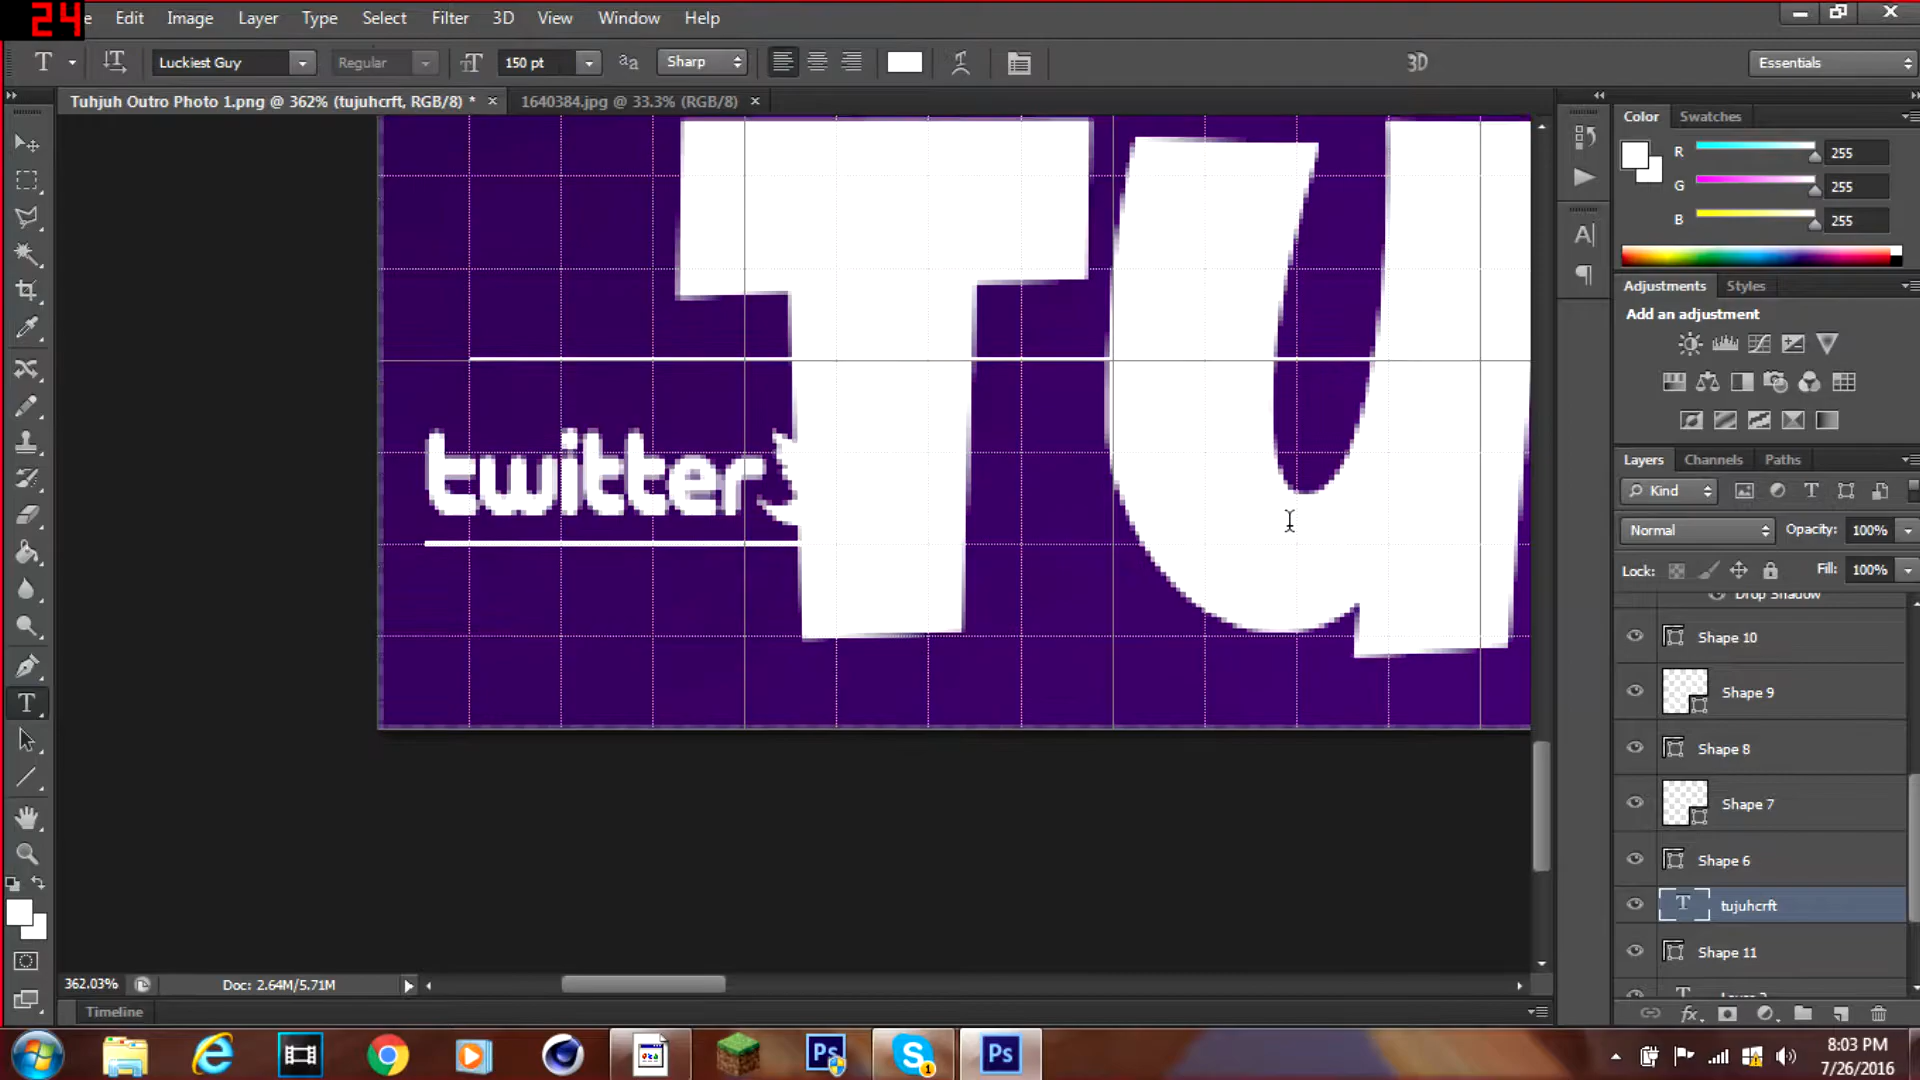 24
Edit Image Layer Type Select Filter 3D View Window Help
Luckiest Guy Regular 150 pt Sharp 3D Essentials
Tuhjuh Outro Photo 1.png @ 362% (tujuhcrft, RGB/8) * × 1640384.jpg @ 33.3% (RGB/8) ×
Color Swatches
R 255
G 255
B 255
Adjustments Styles
Add an adjustment
Layers Channels Paths
Kind
Normal Opacity: 100%
Lock: Fill: 100%
Drop Shadow
Shape 10
Shape 9
Shape 8
Shape 7
Shape 6
tujuhcrft
Shape 11
TU
twitter
362.03% Doc: 2.64M/5.71M
Timeline
8:03 PM
7/26/2016